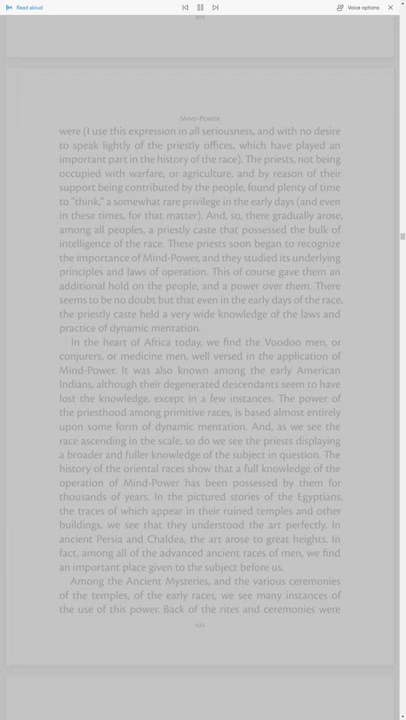 Read aloud
Voice options
Mind-Power
were (I use this expression in all seriousness, and with no desire
to speak lightly of the priestly offices, which have played an
important part in the history of the race). The priests, not being
occupied with warfare, or agriculture, and by reason of their
support being contributed by the people, found plenty of time
to "think," a somewhat rare privilege in the early days (and even
in these times, for that matter). And, so, there gradually arose,
among all peoples, a priestly caste that possessed the bulk of
intelligence of the race. These priests soon began to recognize
the importance of Mind-Power, and they studied its underlying
principles and laws of operation. This of course gave them an
additional hold on the people, and a power over them. There
seems to be no doubt but that even in the early days of the race,
the priestly caste held a very wide knowledge of the laws and
practice of dynamic mentation.
In the heart of Africa today, we find the Voodoo men, or
conjurers, or medicine men, well versed in the application of
Mind-Power. It was also known among the early American
Indians, although their degenerated descendants seem to have
lost the knowledge, except in a few instances. The power of
the priesthood among primitive races, is based almost entirely
upon some form of dynamic mentation. And, as we see the
race ascending in the scale, so do we see the priests displaying
a broader and fuller knowledge of the subject in question. The
history of the oriental races show that a full knowledge of the
operation of Mind-Power has been possessed by them for
thousands of years. In the pictured stories of the Egyptians,
the traces of which appear in their ruined temples and other
buildings, we see that they understood the art perfectly. In
ancient Persia and Chaldea, the art arose to great heights. In
fact, among all of the advanced ancient races of men, we find
an important place given to the subject before us.
Among the Ancient Mysteries, and the various ceremonies
of the temples, of the early races, we see many instances of
the use of this power. Back of the rites and ceremonies were